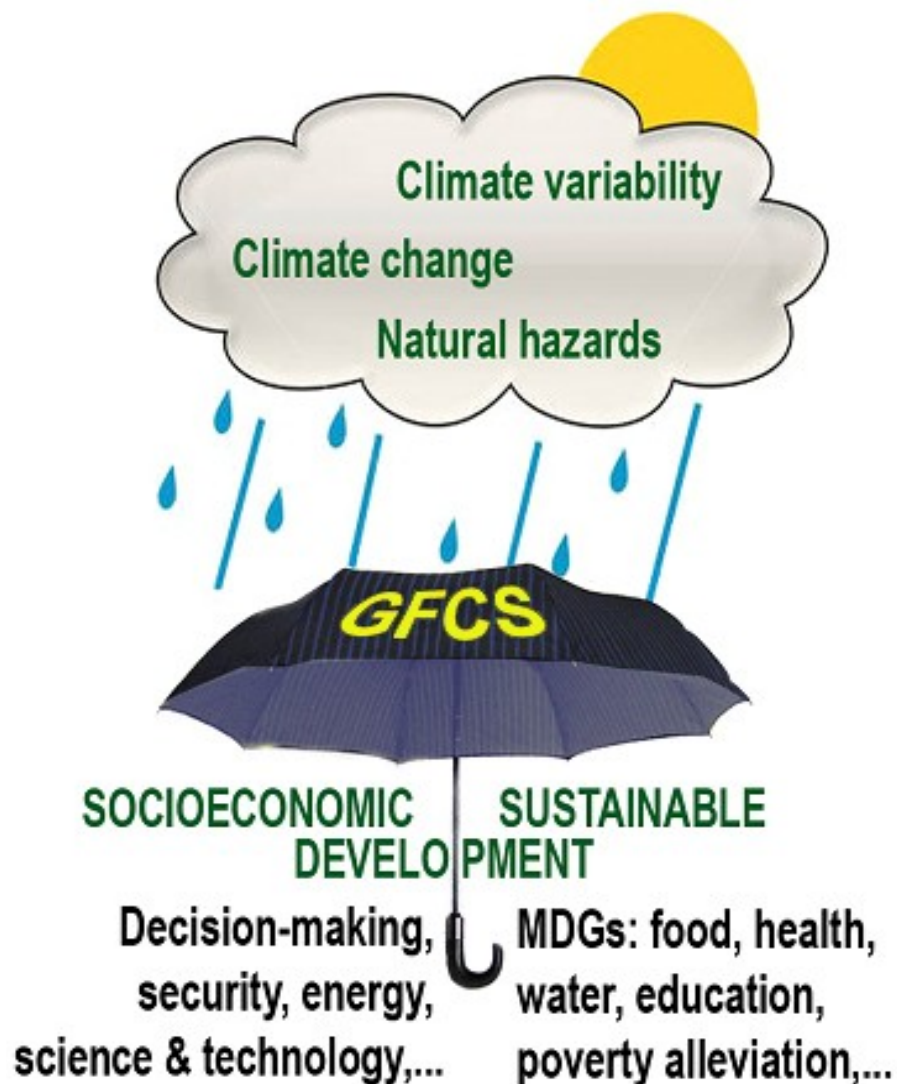 Climate variability
Climate change
Natural hazards
GFCS
SOCIOECONOMIC SUSTAINABLE
DEVELOPMENT
Decision-making,
security, energy,
science & technology,...
MDGs: food, health,
water, education,
poverty alleviation,...